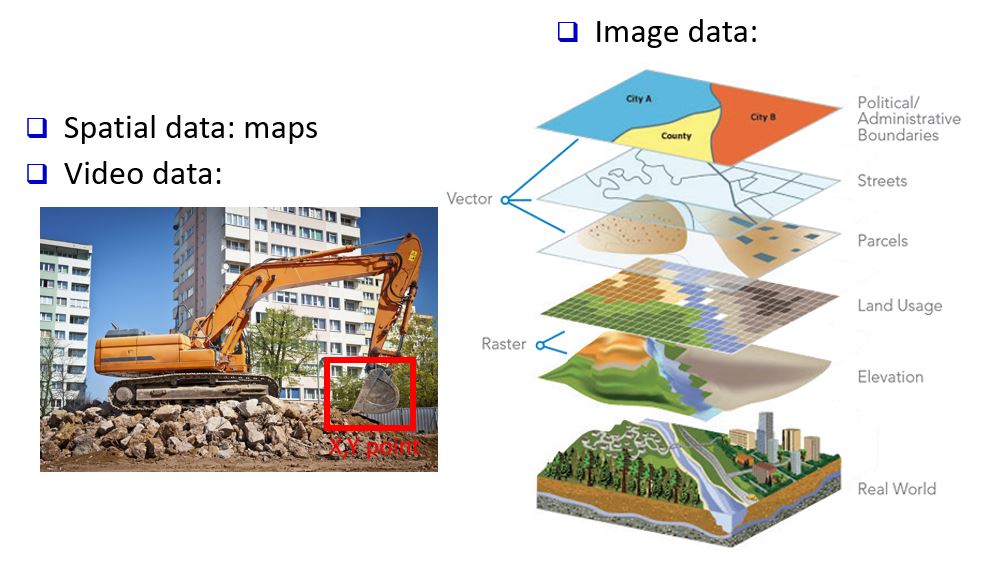 Image data:
Spatial data: maps
Video data:
X,Y point
City A
City B
County
Political/
Administrative
Boundaries
Vector
Streets
Parcels
Land Usage
Raster
Elevation
Real World